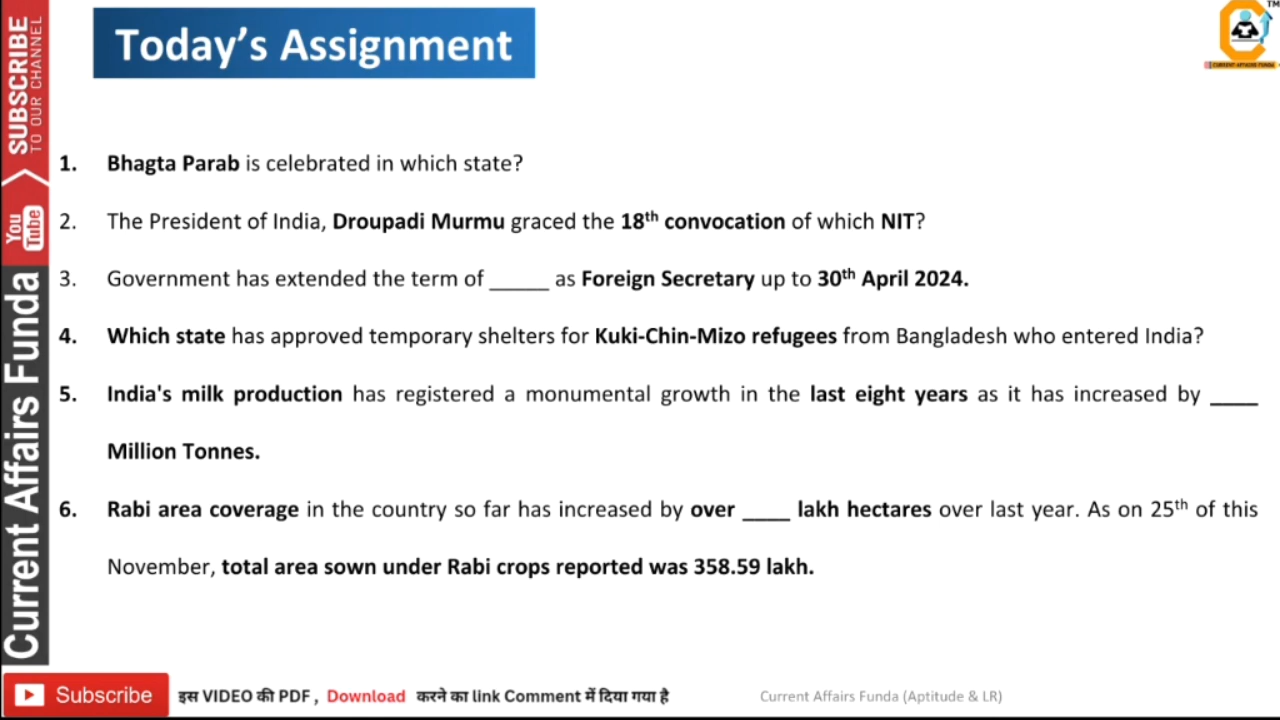 Today's Assignment
TM
CURRENT AFFAIRS FUNDA
SUBSCRIBE
TO OUR CHANNEL
You
Tube
Current Affairs Funda
1. Bhagta Parab is celebrated in which state?
2. The President of India, Droupadi Murmu graced the 18th convocation of which NIT?
3. Government has extended the term of _____ as Foreign Secretary up to 30th April 2024.
4. Which state has approved temporary shelters for Kuki-Chin-Mizo refugees from Bangladesh who entered India?
5. India's milk production has registered a monumental growth in the last eight years as it has increased by ____
Million Tonnes.
6. Rabi area coverage in the country so far has increased by over ____ lakh hectares over last year. As on 25th of this
November, total area sown under Rabi crops reported was 358.59 lakh.
Subscribe
इस VIDEO की PDF , Download करने का link Comment में दिया गया है
Current Affairs Funda (Aptitude & LR)